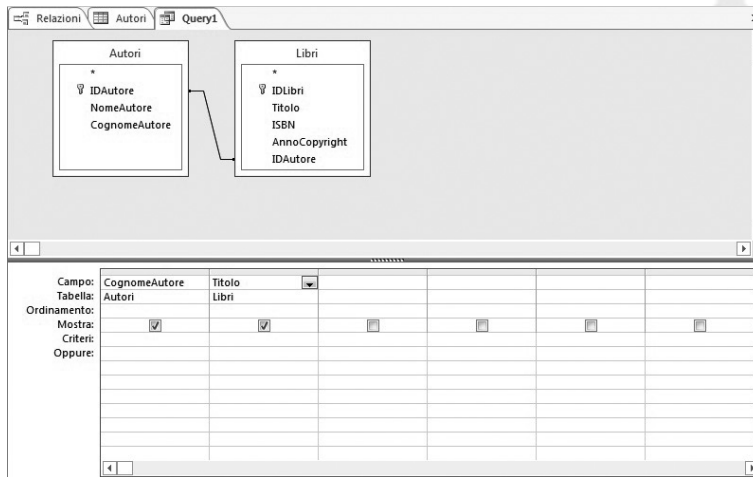 Relazioni Autori Query1
Autori
*
IDAutore
NomeAutore
CognomeAutore
Libri
*
IDLibri
Titolo
ISBN
AnnoCopyright
IDAutore
Campo: CognomeAutore Titolo
Tabella: Autori Libri
Ordinamento:
Mostra:
Criteri:
Oppure: